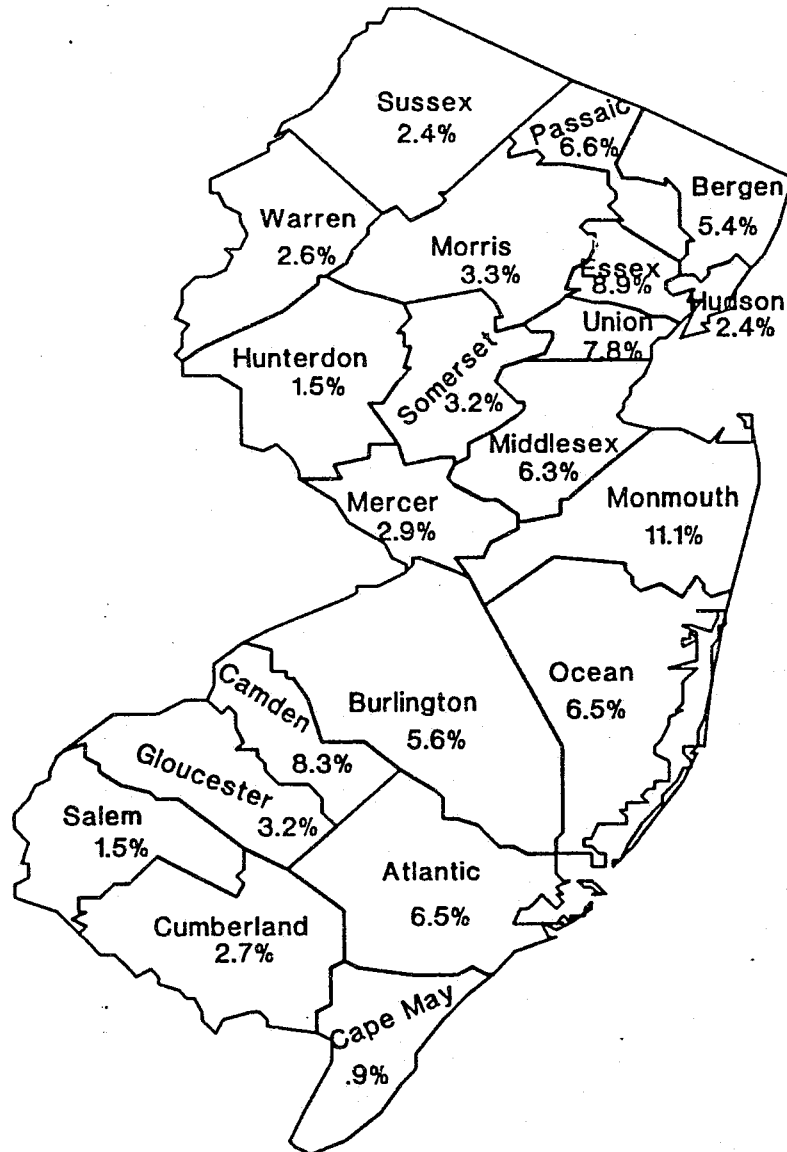 Sussex
2.4%
Passaic
6.6%
Bergen
5.4%
Warren
2.6%
Morris
3.3%
Essex
8.9%
Hudson
2.4%
Union
7.8%
Hunterdon
1.5%
Somerset
3.2%
Middlesex
6.3%
Mercer
2.9%
Monmouth
11.1%
Ocean
6.5%
Burlington
5.6%
Camden
8.3%
Gloucester
3.2%
Salem
1.5%
Atlantic
6.5%
Cumberland
2.7%
Cape May
.9%